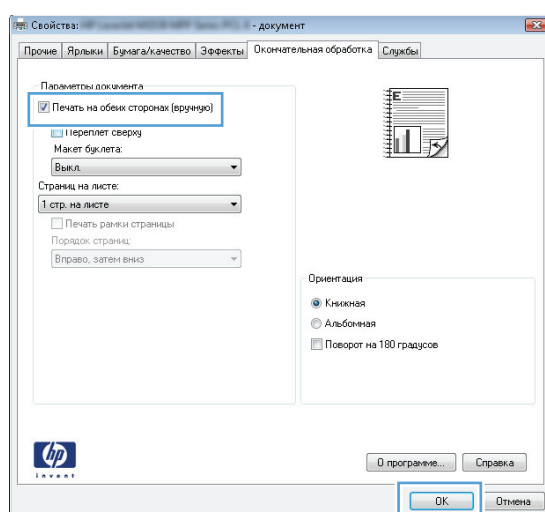 Свойства: - документ
Прочие Ярлыки Бумага/качество Эффекты Окончательная обработка Службы
Параметры документа
Печать на обеих сторонах (вручную)
Переплет сверху
Макет буклета:
Выкл.
Страниц на листе:
1 стр. на листе
Печать рамки страницы
Порядок страниц:
Вправо, затем вниз
E
Ориентация
Книжная
Альбомная
Поворот на 180 градусов
hp
invent
О программе... Справка
OK Отмена